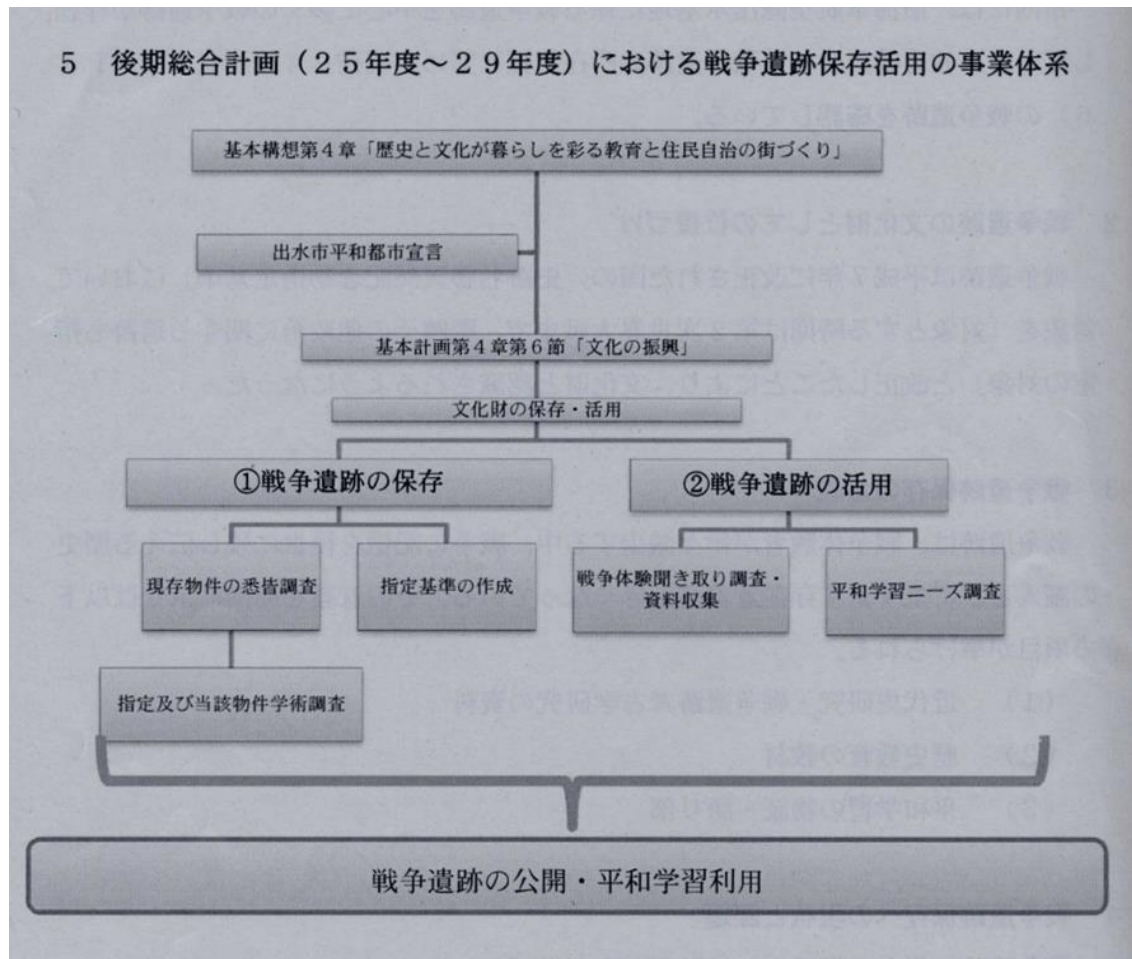 5 後期総合計画（25年度～29年度）における戦争遺跡保存活用の事業体系
基本構想第4章「歴史と文化が暮らしを彩る教育と住民自治の街づくり」
出水市平和都市宣言
基本計画第4章第6節「文化の振興」
文化財の保存・活用
①戦争遺跡の保存
②戦争遺跡の活用
現存物件の悉皆調査
指定基準の作成
戦争体験聞き取り調査・
資料収集
平和学習ニーズ調査
指定及び当該物件学術調査
戦争遺跡の公開・平和学習利用